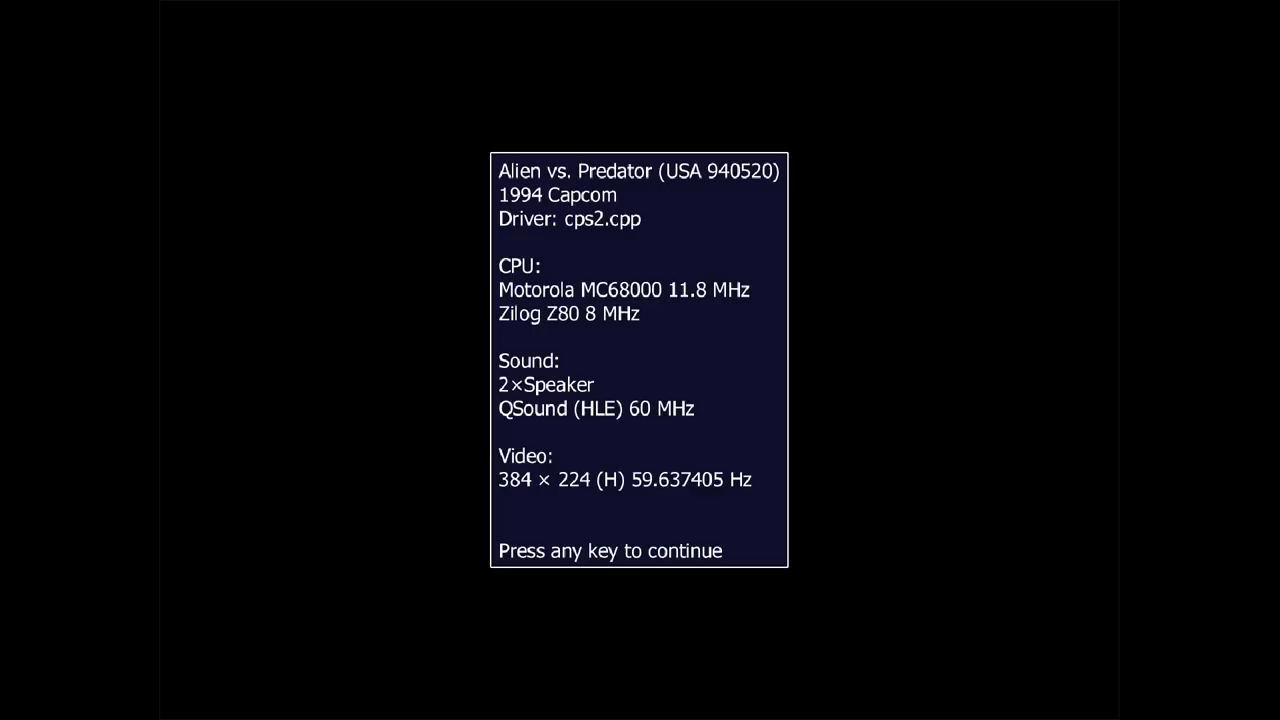 Alien vs. Predator (USA 940520)
1994 Capcom
Driver: cps2.cpp
CPU:
Motorola MC68000 11.8 MHz
Zilog Z80 8 MHz
Sound:
2×Speaker
QSound (HLE) 60 MHz
Video:
384 × 224 (H) 59.637405 Hz
Press any key to continue